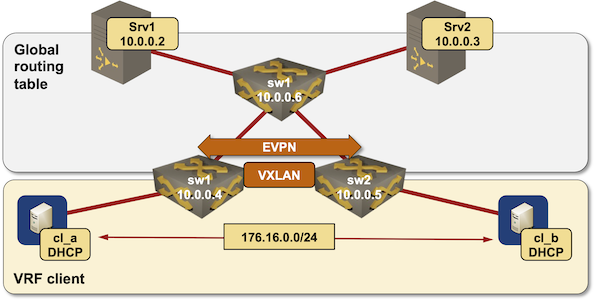 Srv1
10.0.0.2
Srv2
10.0.0.3
Global
routing
table
sw1
10.0.0.6
EVPN
VXLAN
sw1
10.0.0.4
sw2
10.0.0.5
cl_a
DHCP
176.16.0.0/24
cl_b
DHCP
VRF client